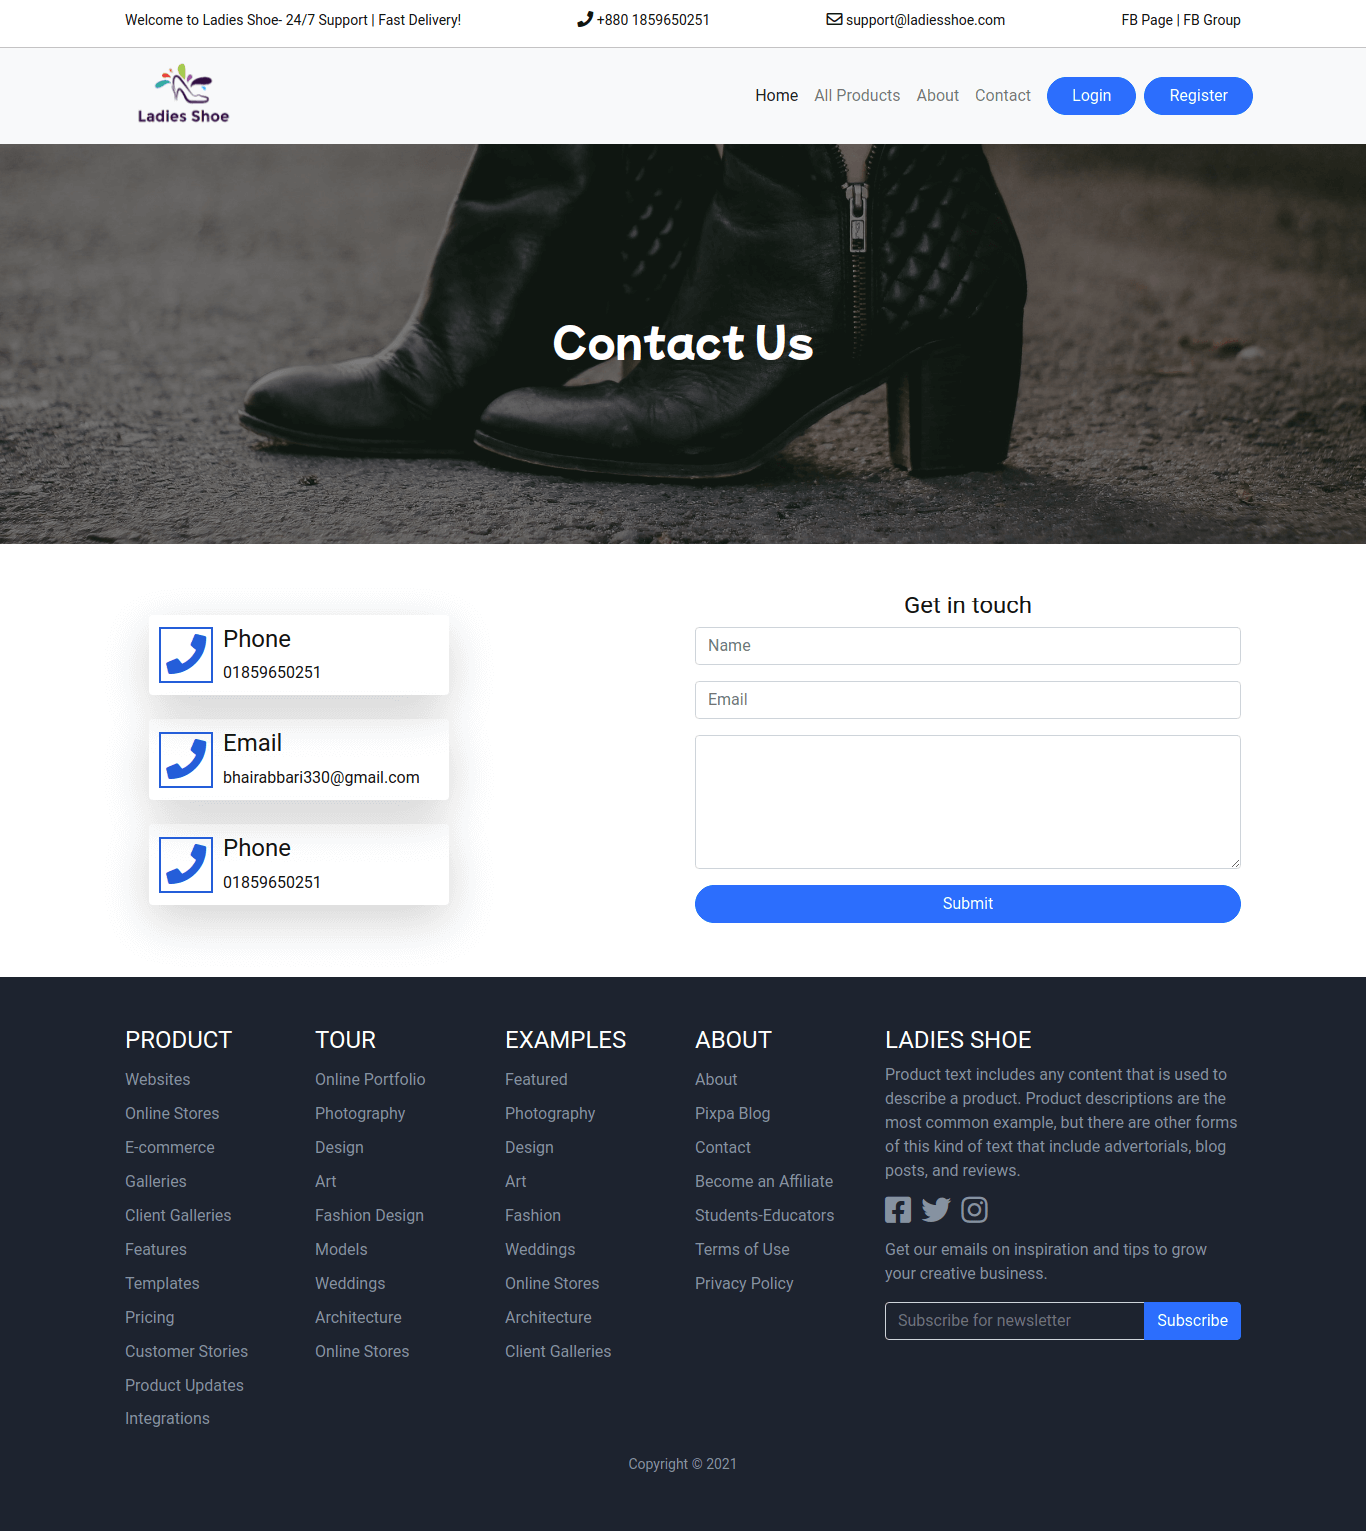 Welcome to Ladies Shoe- 24/7 Support | Fast Delivery!
+880 1859650251
support@ladiesshoe.com
FB Page | FB Group
Ladies Shoe
Home
All Products
About
Contact
Login
Register
Contact Us
Phone
01859650251
Email
bhairabbari330@gmail.com
Phone
01859650251
Get in touch
Name
Email
Submit
PRODUCT
Websites
Online Stores
E-commerce
Galleries
Client Galleries
Features
Templates
Pricing
Customer Stories
Product Updates
Integrations
TOUR
Online Portfolio
Photography
Design
Art
Fashion Design
Models
Weddings
Architecture
Online Stores
EXAMPLES
Featured
Photography
Design
Art
Fashion
Weddings
Online Stores
Architecture
Client Galleries
ABOUT
About
Pixpa Blog
Contact
Become an Affiliate
Students-Educators
Terms of Use
Privacy Policy
LADIES SHOE
Product text includes any content that is used to
describe a product. Product descriptions are the
most common example, but there are other forms
of this kind of text that include advertorials, blog
posts, and reviews.
Get our emails on inspiration and tips to grow
your creative business.
Subscribe for newsletter
Subscribe
Copyright © 2021